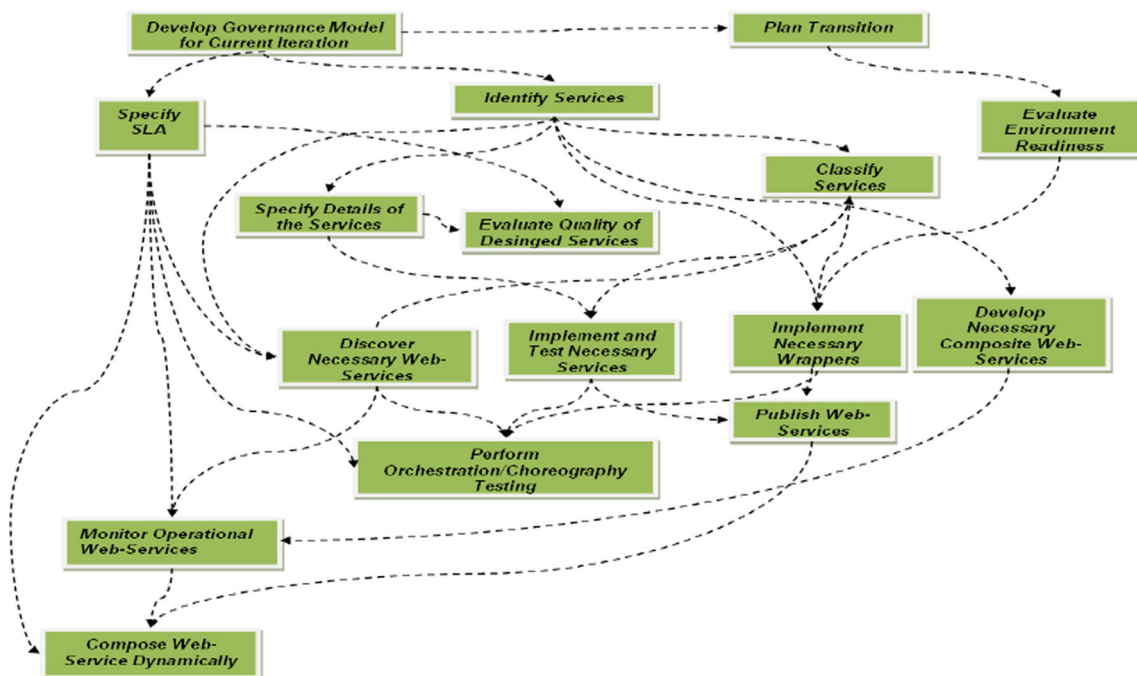 Develop Governance Model
for Current Iteration
Plan Transition
Specify
SLA
Identify Services
Evaluate
Environment
Readiness
Classify
Services
Specify Details of
the Services
Evaluate Quality of
Desinged Services
Discover
Necessary Web-
Services
Implement and
Test Necessary
Services
Implement
Necessary
Wrappers
Develop
Necessary
Composite Web-
Services
Publish Web-
Services
Perform
Orchestration/Choreography
Testing
Monitor Operational
Web-Services
Compose Web-
Service Dynamically